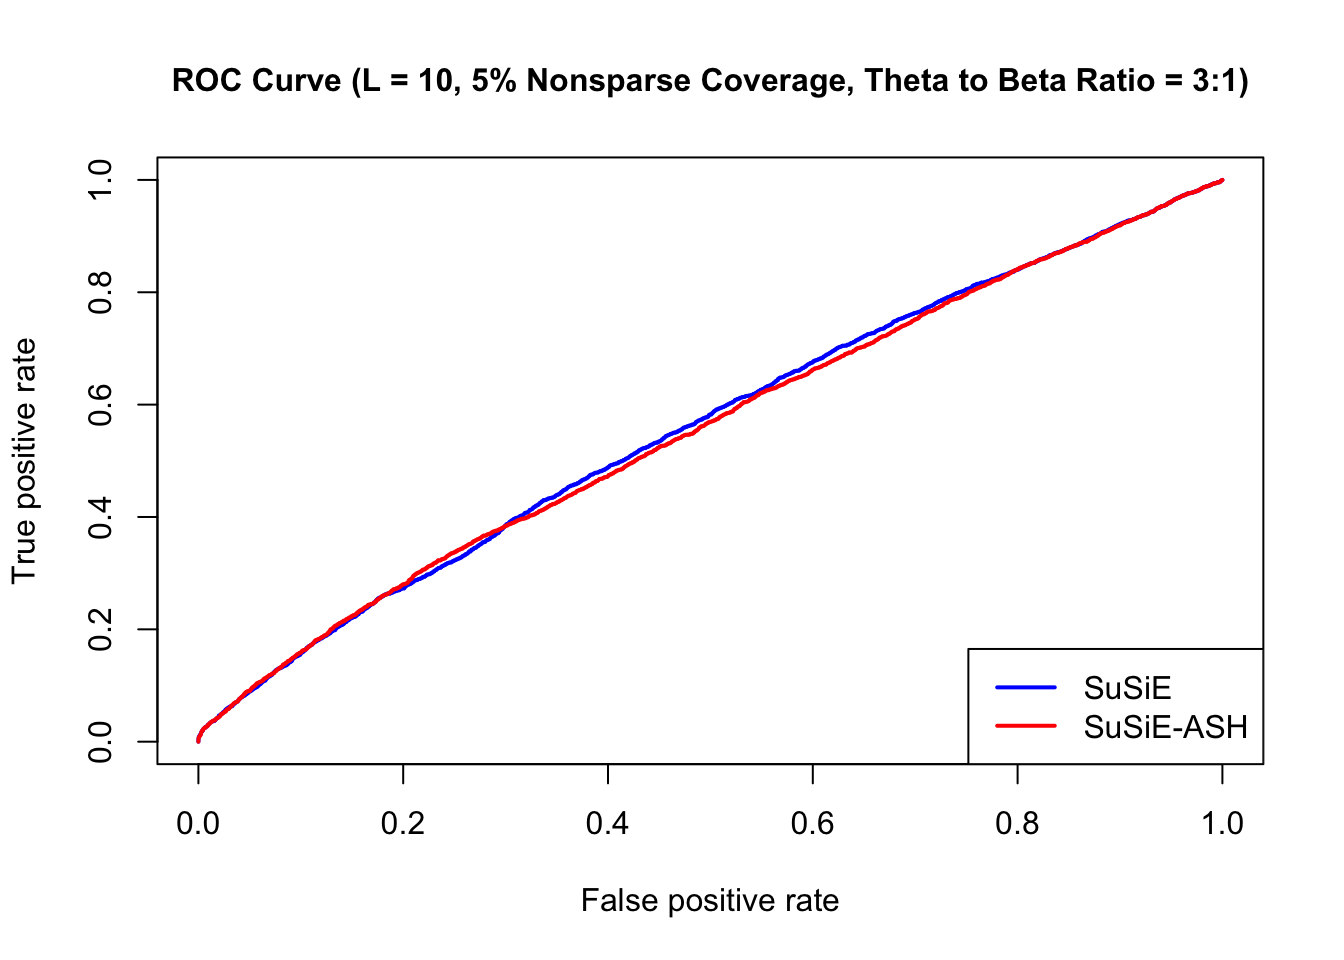 ROC Curve (L = 10, 5% Nonsparse Coverage, Theta to Beta Ratio = 3:1)
True positive rate
1.0
0.8
0.6
0.4
0.2
0.0
SuSiE
SuSiE-ASH
0.0 0.2 0.4 0.6 0.8 1.0
False positive rate